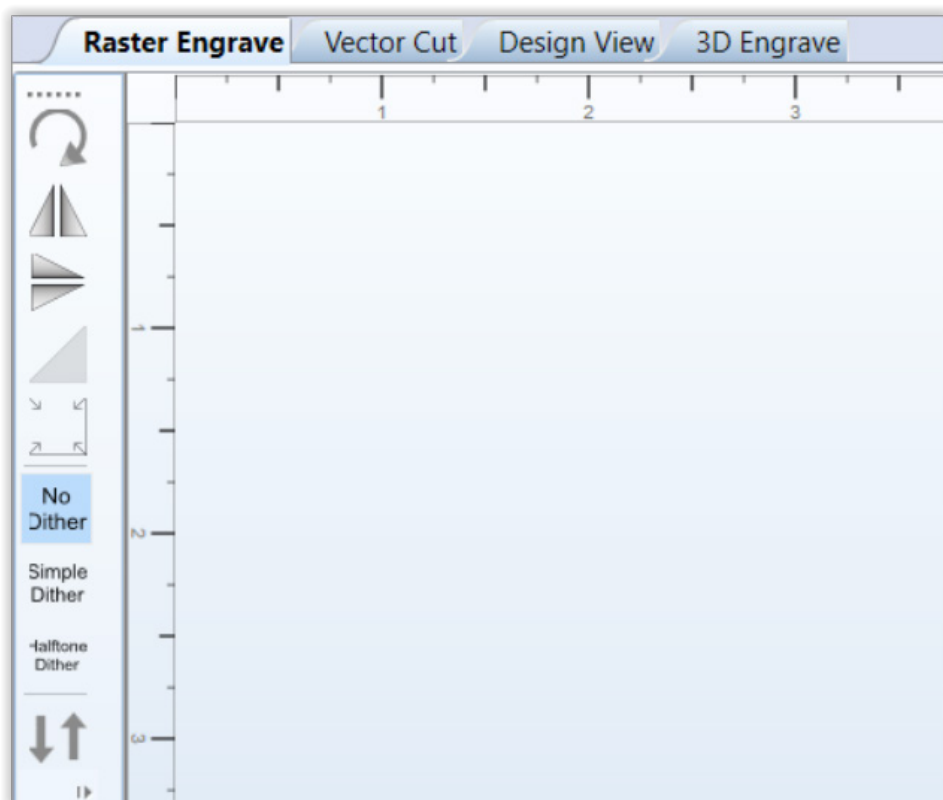 Raster Engrave Vector Cut Design View 3D Engrave
1 2 3
1
2
No
Dither
Simple
Dither
Halftone
Dither
3